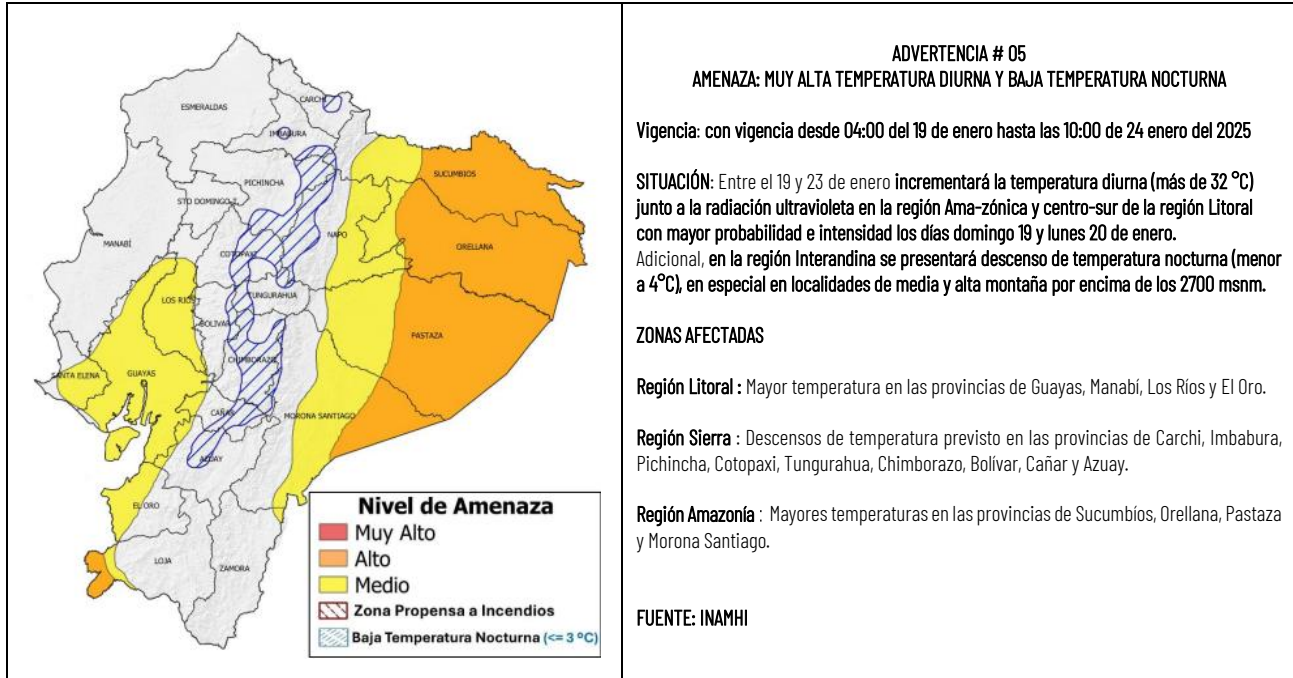 ESMERALDAS
CARCHI
IMBABURA
PICHINCHA
SUCUMBIOS
STO DOMINGO T.
MANABÍ
NAPO
ORELLANA
COTOPAXI
TUNGURAHUA
LOS RIOS
BOLIVAR
PASTAZA
CHIMBORAZO
SANTA ELENA
GUAYAS
CAÑAR
MORONA SANTIAGO
AZUAY
EL ORO
LOJA
ZAMORA
Nivel de Amenaza
Muy Alto
Alto
Medio
Zona Propensa a Incendios
Baja Temperatura Nocturna (<= 3 ºC)
ADVERTENCIA # 05
AMENAZA: MUY ALTA TEMPERATURA DIURNA Y BAJA TEMPERATURA NOCTURNA
Vigencia: con vigencia desde 04:00 del 19 de enero hasta las 10:00 de 24 enero del 2025
SITUACIÓN: Entre el 19 y 23 de enero incrementará la temperatura diurna (más de 32 °C)
junto a la radiación ultravioleta en la región Ama-zónica y centro-sur de la región Litoral
con mayor probabilidad e intensidad los días domingo 19 y lunes 20 de enero.
Adicional, en la región Interandina se presentará descenso de temperatura nocturna (menor
a 4°C), en especial en localidades de media y alta montaña por encima de los 2700 msnm.
ZONAS AFECTADAS
Región Litoral : Mayor temperatura en las provincias de Guayas, Manabí, Los Ríos y El Oro.
Región Sierra : Descensos de temperatura previsto en las provincias de Carchi, Imbabura,
Pichincha, Cotopaxi, Tungurahua, Chimborazo, Bolívar, Cañar y Azuay.
Región Amazonía : Mayores temperaturas en las provincias de Sucumbíos, Orellana, Pastaza
y Morona Santiago.
FUENTE: INAMHI